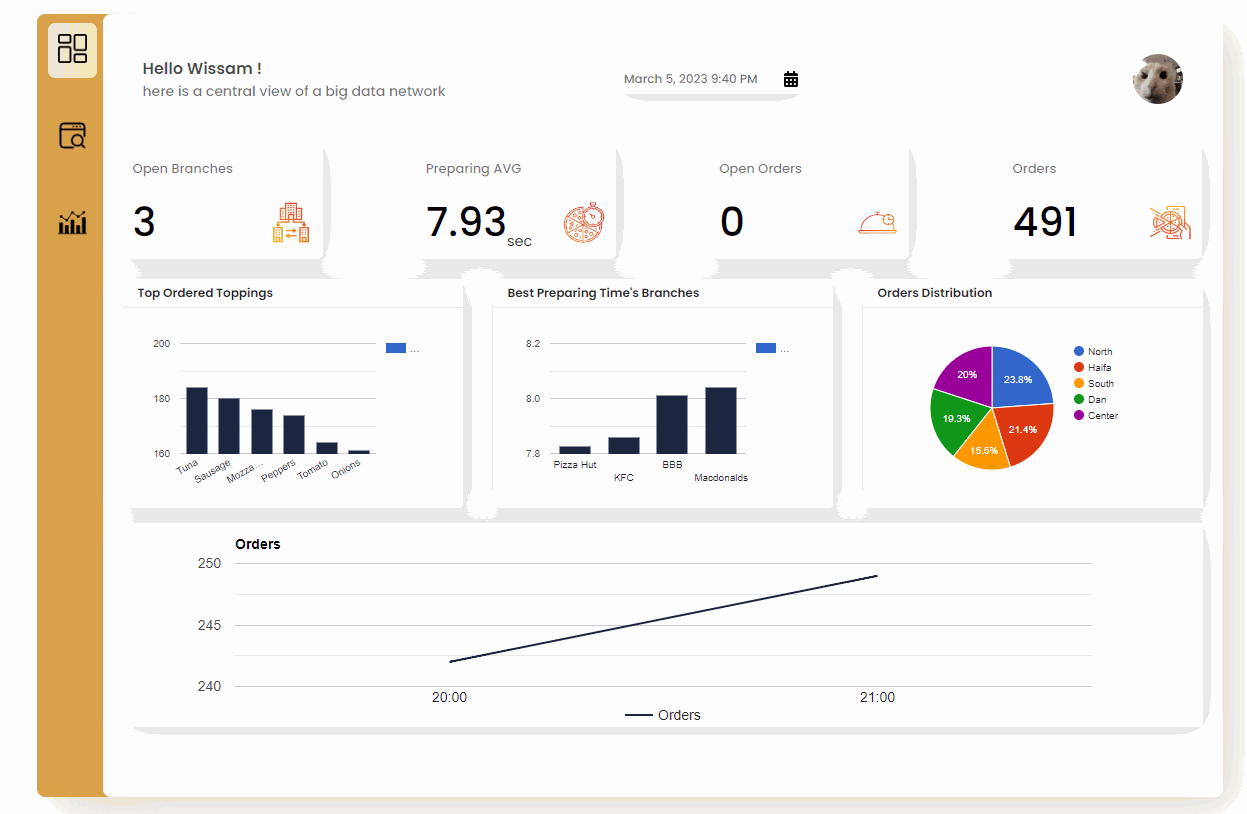 Hello Wissam !
here is a central view of a big data network
March 5, 2023 9:40 PM
Open Branches
3
Preparing AVG
7.93 sec
Open Orders
0
Orders
491
Top Ordered Toppings
200
180
160
...
Tuna
Sausage
Mozza...
Peppers
Tomato
Onions
Best Preparing Time's Branches
8.2
8.0
7.8
...
Pizza Hut
KFC
BBB
Macdonalds
Orders Distribution
20%
23.8%
19.3%
21.4%
15.5%
North
Haifa
South
Dan
Center
Orders
250
245
240
20:00
21:00
Orders